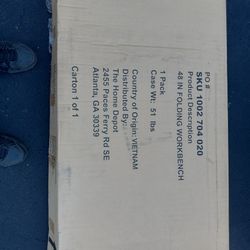 PO #
SKU 1002 704 020
Product Description
48 IN FOLDING WORKBENCH
1 Pack
Case Wt: 51 lbs
Country of Origin: VIETNAM
Distributed By:
The Home Depot
2455 Paces Ferry Rd SE
Atlanta, GA 30339
Carton 1 of 1